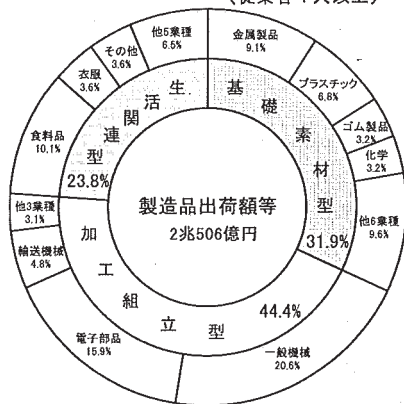 （従業者4人以上）
金属製品
9.1%
プラスチック
6.8%
ゴム製品
3.2%
化学
3.2%
他6業種
9.6%
一般機械
20.6%
電子部品
15.9%
輸送機械
4.8%
他3業種
3.1%
食料品
10.1%
衣服
3.6%
その他
3.6%
他5業種
6.5%
基礎素材型
31.9%
加工組立型
44.4%
生活関連型
23.8%
製造品出荷額等
2兆506億円